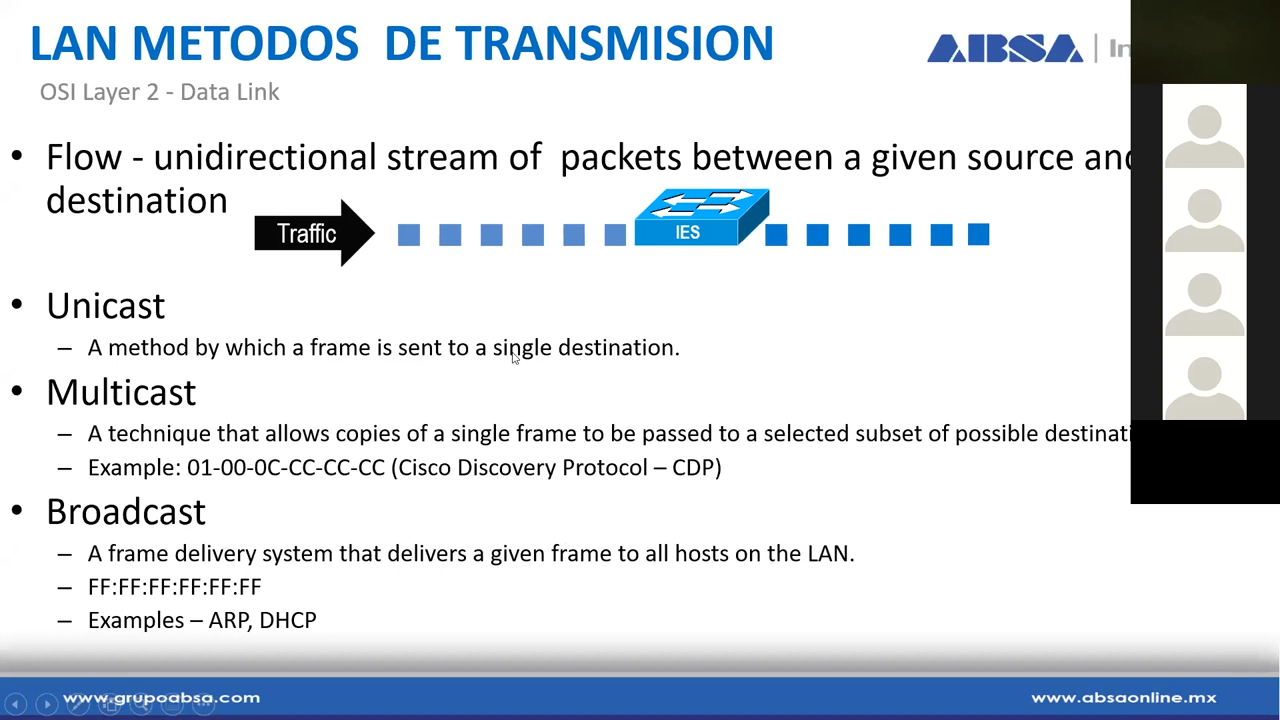 LAN METODOS DE TRANSMISION
ABSA | In
OSI Layer 2 - Data Link
• Flow - unidirectional stream of packets between a given source and
destination
Traffic
IES
• Unicast
– A method by which a frame is sent to a single destination.
• Multicast
– A technique that allows copies of a single frame to be passed to a selected subset of possible
– Example: 01-00-0C-CC-CC-CC (Cisco Discovery Protocol – CDP)
• Broadcast
– A frame delivery system that delivers a given frame to all hosts on the LAN.
– FF:FF:FF:FF:FF:FF
– Examples – ARP, DHCP
www.grupoabsa.com
www.absaonline.mx